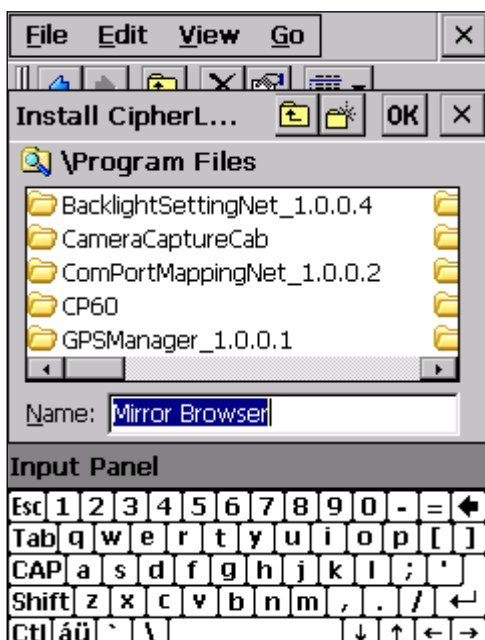 File Edit View Go
Install CipherL... OK
\Program Files
BacklightSettingNet_1.0.0.4
CameraCaptureCab
ComPortMappingNet_1.0.0.2
CP60
GPSManager_1.0.0.1
Name: Mirror Browser
Input Panel
Esc 1 2 3 4 5 6 7 8 9 0 - =
Tab q w e r t y u i o p [ ]
CAP a s d f g h j k l ; '
Shift z x c v b n m , . /
Ctl áü ` \